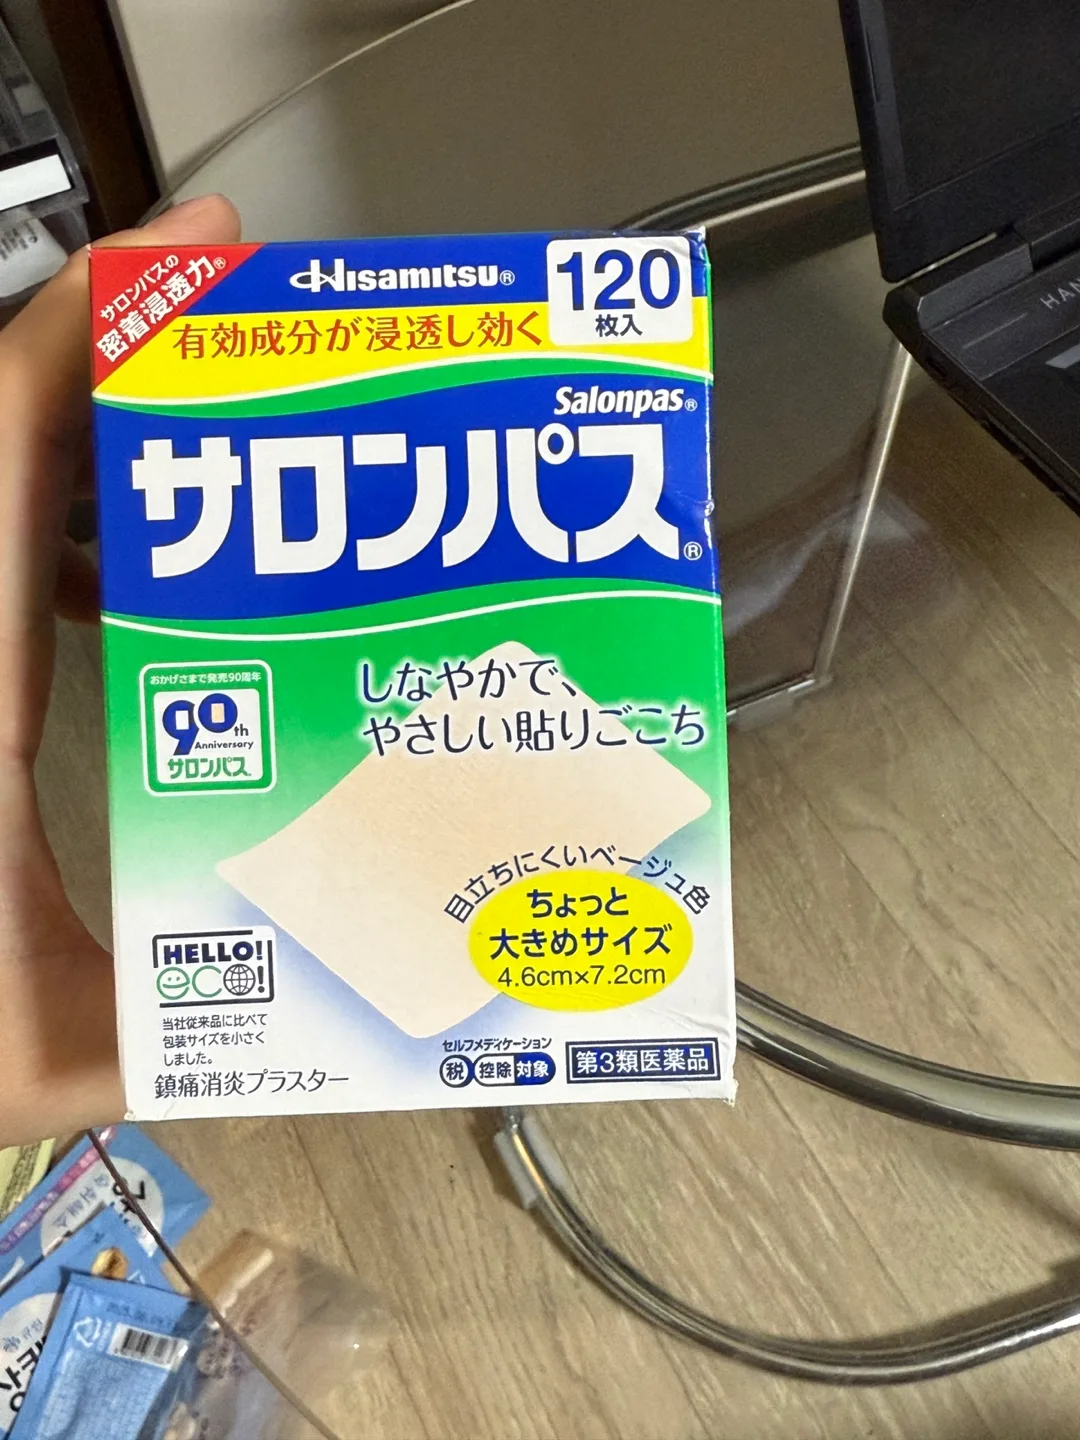 サロンパスの
密着浸透力®
Hisamitsu®
120
枚入
有効成分が浸透し効く
Salonpas®
サロンパス®
おかげさまで発売90周年
90th
Anniversary
サロンパス
しなやかで、
やさしい貼りごこち
目立ちにくいベージュ色
ちょっと
大きめサイズ
4.6cm×7.2cm
HELLO!
eco!
当社従来品に比べて
包装サイズを小さく
しました。
鎮痛消炎プラスター
セルフメディケーション
税 控除 対象
第3類医薬品
HAN